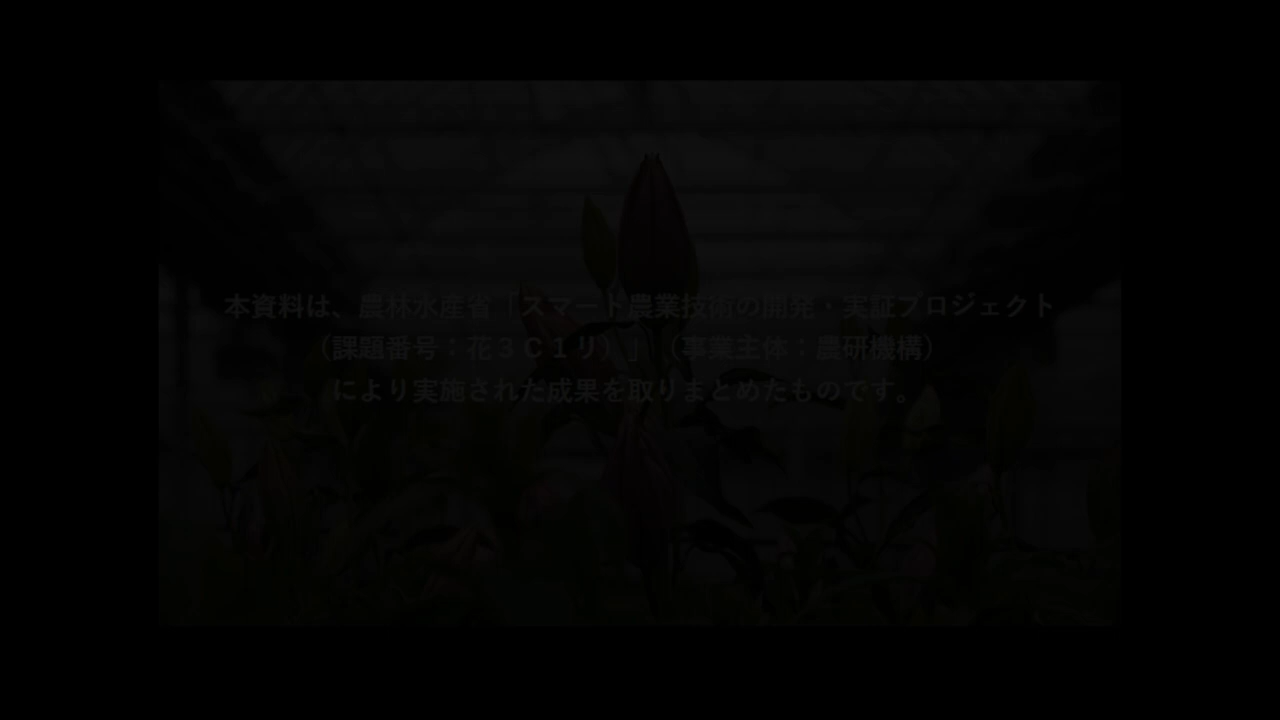 本資料は、農林水産省「スマート農業技術の開発・実証プロジェクト
（課題番号：花３Ｃ１リ）」（事業主体：農研機構）
により実施された成果を取りまとめたものです。